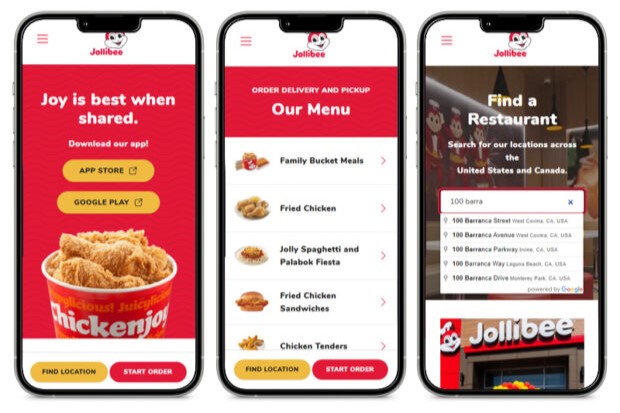 Jollibee
Joy is best when
shared.
Download our app!
APP STORE
GOOGLE PLAY
Juicylicious!
Chickenjoy
FIND LOCATION
START ORDER
Jollibee
ORDER DELIVERY AND PICKUP
Our Menu
Family Bucket Meals
Fried Chicken
Jolly Spaghetti and
Palabok Fiesta
Fried Chicken
Sandwiches
Chicken Tenders
FIND LOCATION
START ORDER
Jollibee
Find a
Restaurant
Search for our locations across
the
United States and Canada.
100 barra
100 Barranca Street West Covina, CA, USA
100 Barranca Avenue West Covina, CA, USA
100 Barranca Parkway Irvine, CA, USA
100 Barranca Way Laguna Beach, CA, USA
100 Barranca Drive Monterey Park, CA, USA
powered by Google
Jollibee